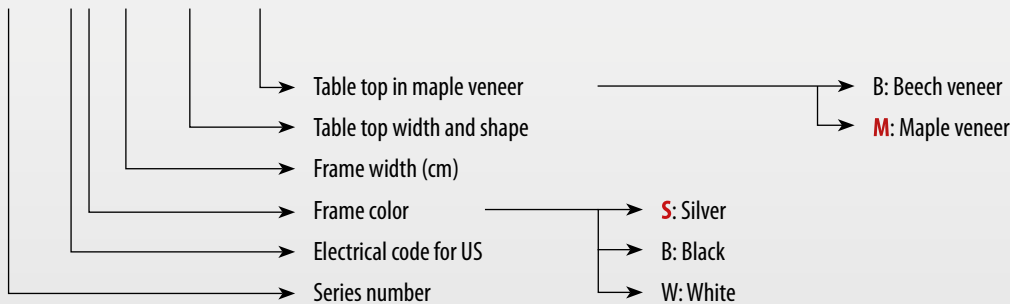 Table top in maple veneer
B: Beech veneer
Table top width and shape
M: Maple veneer
Frame width (cm)
Frame color
S: Silver
Electrical code for US
B: Black
Series number
W: White